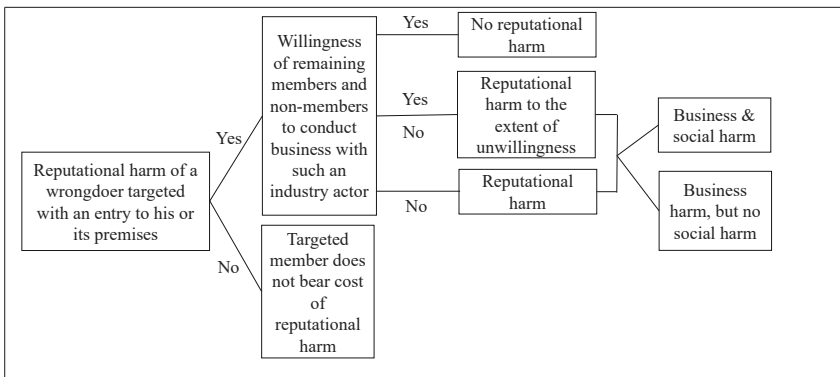 Reputational harm of a
wrongdoer targeted
with an entry to his or
its premises
Yes
No
Willingness
of remaining
members and
non-members
to conduct
business with
such an
industry actor
Targeted
member does
not bear cost
of
reputational
harm
Yes
Yes
No
No
No reputational
harm
Reputational
harm to the
extent of
unwillingness
Reputational
harm
Business &
social harm
Business
harm, but no
social harm